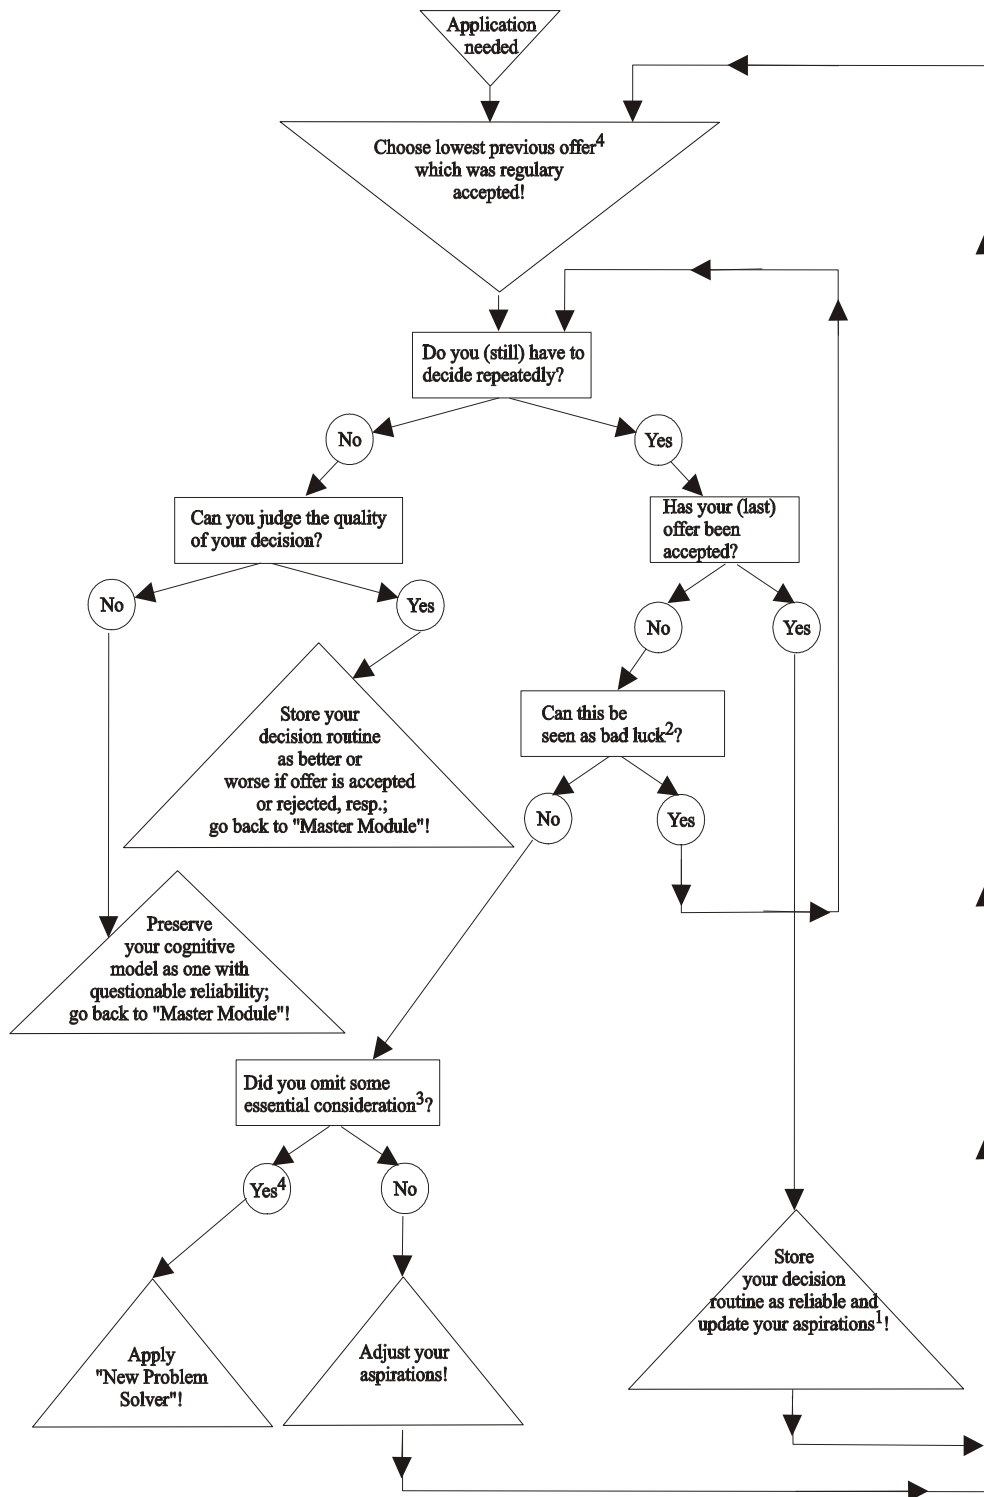 Application
needed
Choose lowest previous offer4
which was regulary
accepted!
Do you (still) have to
decide repeatedly?
No
Yes
Can you judge the quality
of your decision?
Has your (last)
offer been
accepted?
No
Yes
No
Yes
Store your
decision routine
as better or
worse if offer is accepted
or rejected, resp.;
go back to "Master Module"!
Can this be
seen as bad luck2?
No
Yes
Preserve
your cognitive
model as one with
questionable reliability;
go back to "Master Module"!
Did you omit some
essential consideration3?
Yes4
No
Store
your decision
routine as reliable and
update your aspirations1!
Apply
"New Problem
Solver"!
Adjust your
aspirations!